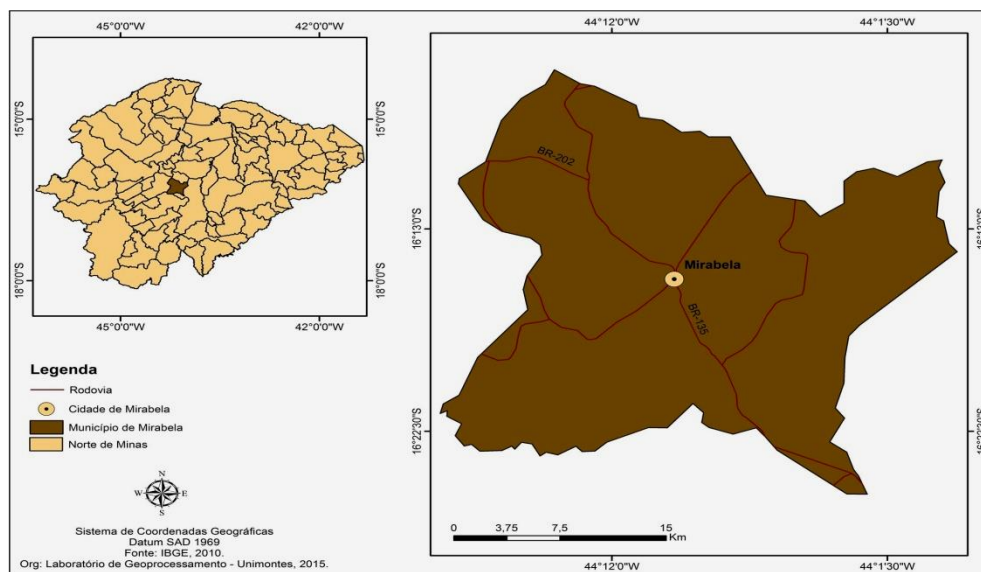 45°0'0"W
42°0'0"W
15°0'0"S
15°0'0"S
18°0'0"S
18°0'0"S
45°0'0"W
42°0'0"W
44°12'0"W
44°1'30"W
BR-202
16°13'0"S
Mirabela
BR-135
16°22'30"S
16°22'30"S
0 3,75 7,5 15
Km
44°12'0"W
44°1'30"W
Legenda
Rodovia
Cidade de Mirabela
Município de Mirabela
Norte de Minas
N
W E
S
Sistema de Coordenadas Geográficas
Datum SAD 1969
Fonte: IBGE, 2010.
Org: Laboratório de Geoprocessamento - Unimontes, 2015.